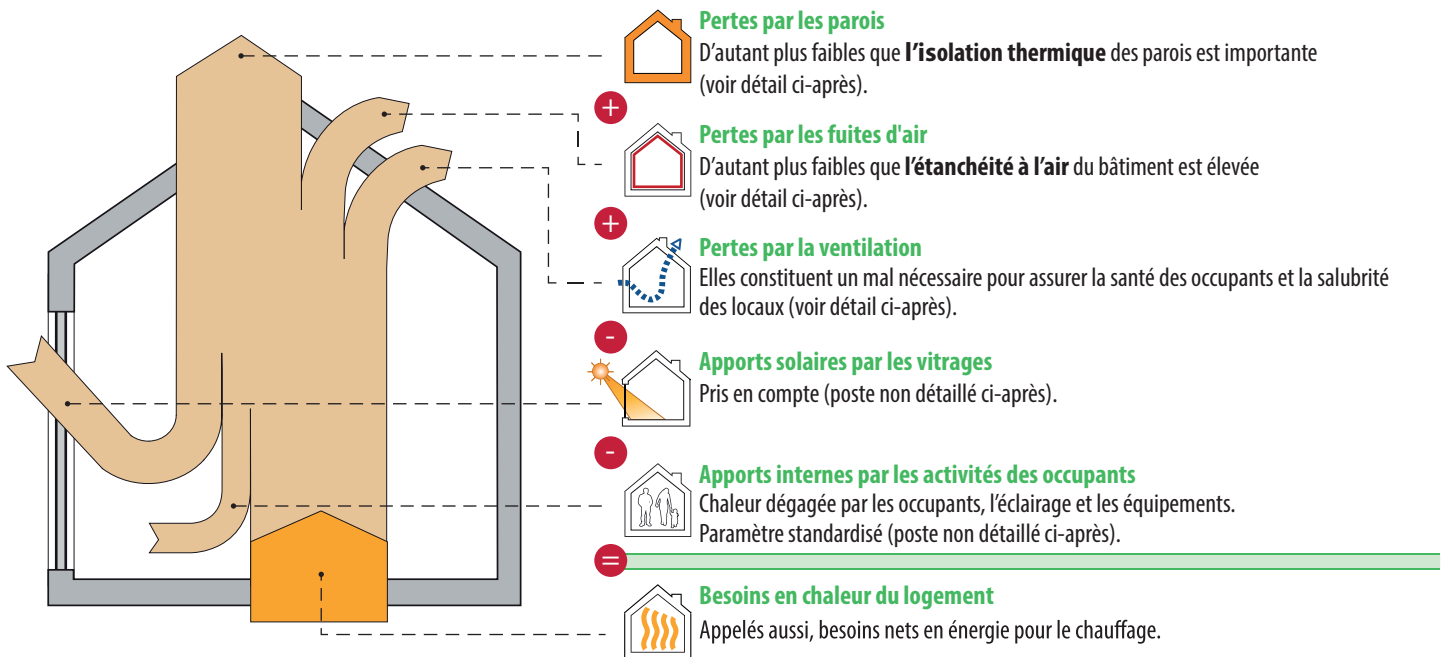 Pertes par les parois
D'autant plus faibles que l'isolation thermique des parois est importante
(voir détail ci-après).
+
Pertes par les fuites d'air
D'autant plus faibles que l'étanchéité à l'air du bâtiment est élevée
(voir détail ci-après).
+
Pertes par la ventilation
Elles constituent un mal nécessaire pour assurer la santé des occupants et la salubrité
des locaux (voir détail ci-après).
-
Apports solaires par les vitrages
Pris en compte (poste non détaillé ci-après).
-
Apports internes par les activités des occupants
Chaleur dégagée par les occupants, l'éclairage et les équipements.
Paramètre standardisé (poste non détaillé ci-après).
=
Besoins en chaleur du logement
Appelés aussi, besoins nets en énergie pour le chauffage.